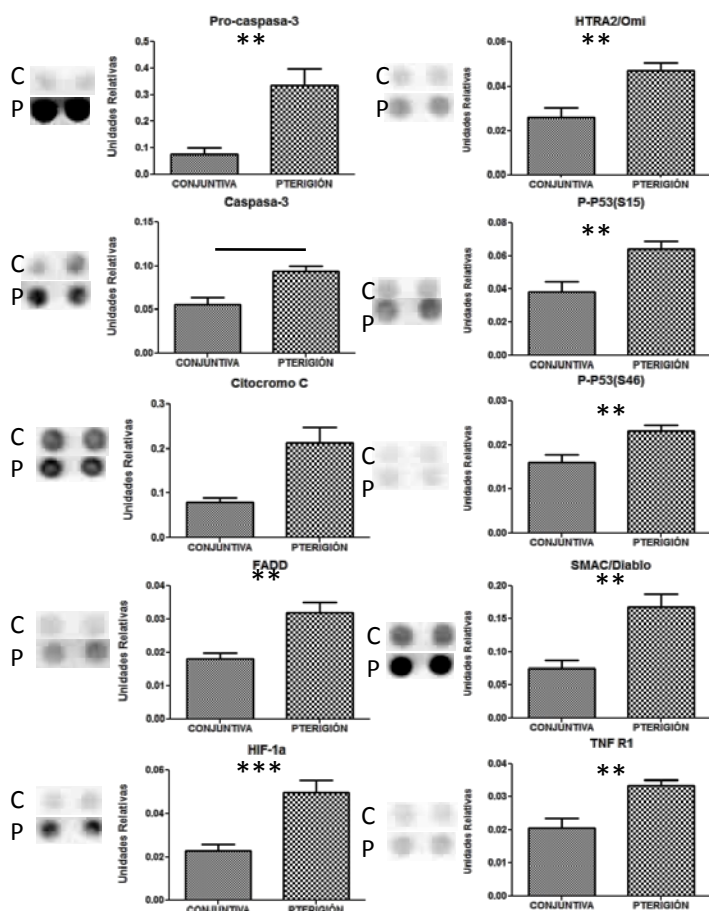 Pro-caspasa-3
**
C
P
Unidades Relativas
0.5
0.4
0.3
0.2
0.1
0.0
CONJUNTIVA PTERIGIÓN
HTRA2/Omi
**
C
P
Unidades Relativas
0.06
0.04
0.02
0.00
CONJUNTIVA PTERIGIÓN
Caspasa-3
C
P
Unidades Relativas
0.15
0.10
0.05
0.00
CONJUNTIVA PTERIGIÓN
P-P53(S15)
**
C
P
Unidades Relativas
0.08
0.06
0.04
0.02
0.00
CONJUNTIVA PTERIGIÓN
Citocromo C
C
P
Unidades Relativas
0.3
0.2
0.1
0.0
CONJUNTIVA PTERIGIÓN
P-P53(S46)
**
C
P
Unidades Relativas
0.03
0.02
0.01
0.00
CONJUNTIVA PTERIGIÓN
FADD
**
C
P
Unidades Relativas
0.04
0.03
0.02
0.01
0.00
CONJUNTIVA PTERIGIÓN
SMAC/Diablo
**
C
P
Unidades Relativas
0.20
0.15
0.10
0.05
0.00
CONJUNTIVA PTERIGIÓN
HIF-1a
***
C
P
Unidades Relativas
0.06
0.04
0.02
0.00
CONJUNTIVA PTERIGIÓN
TNF R1
**
C
P
Unidades Relativas
0.04
0.03
0.02
0.01
0.00
CONJUNTIVA PTERIGIÓN